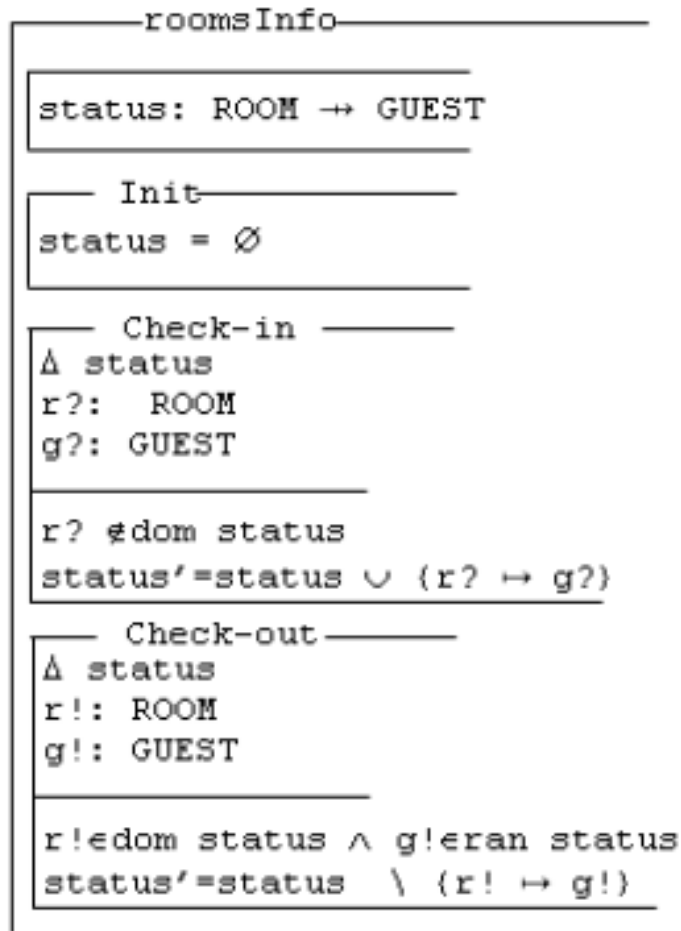 roomsInfo
status: ROOM ⇸ GUEST
Init
status = ∅
Check-in
Δ status
r?: ROOM
g?: GUEST
r? ∉dom status
status′=status ∪ {r? ↦ g?}
Check-out
Δ status
r!: ROOM
g!: GUEST
r!∈dom status ∧ g!∈ran status
status′=status \ {r! ↦ g!}